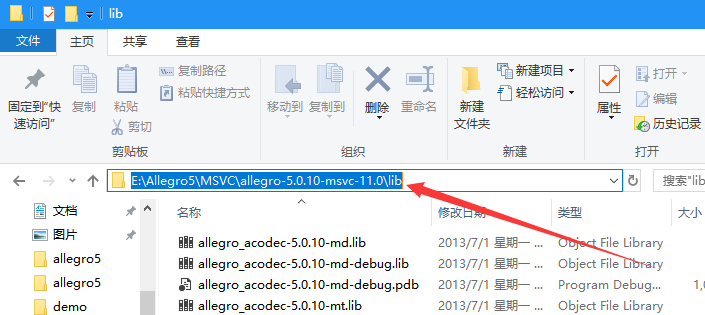 lib
文件 主页 共享 查看
固定到"快速访问"
复制
粘贴
复制路径
粘贴快捷方式
剪切
剪贴板
移动到 复制到 删除 重命名
组织
新建文件夹
新建项目
轻松访问
新建
属性
打开
编辑
历史记录
打开
E:\Allegro5\MSVC\allegro-5.0.10-msvc-11.0\lib
搜索"lib
名称 修改日期 类型 大小
文档
图片
allegro5
allegro5
demo
allegro_acodec-5.0.10-md.lib 2013/7/1 星期一 ... Object File Library
allegro_acodec-5.0.10-md-debug.lib 2013/7/1 星期一 ... Object File Library
allegro_acodec-5.0.10-md-debug.pdb 2013/7/1 星期一 ... Program Debug... 1,0
allegro_acodec-5.0.10-mt.lib 2013/7/1 星期一 ... Object File Library